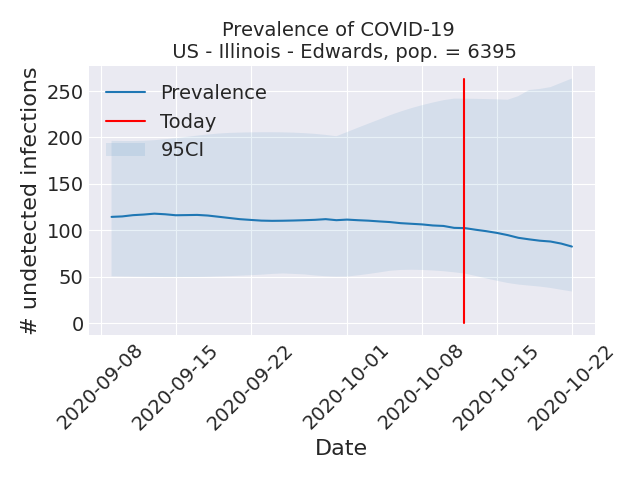 Prevalence of COVID-19
US - Illinois - Edwards, pop. = 6395
# undetected infections
250
200
150
100
50
0
Prevalence
Today
95CI
2020-09-08
2020-09-15
2020-09-22
2020-10-01
2020-10-08
2020-10-15
2020-10-22
Date